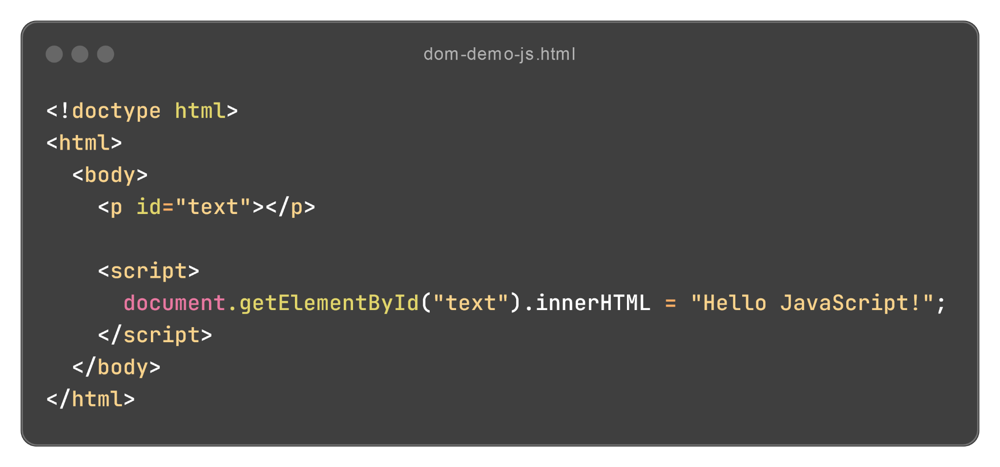 dom-demo-js.html
<!doctype html>
<html>
  <body>
    <p id="text"></p>

    <script>
      document.getElementById("text").innerHTML = "Hello JavaScript!";
    </script>
  </body>
</html>